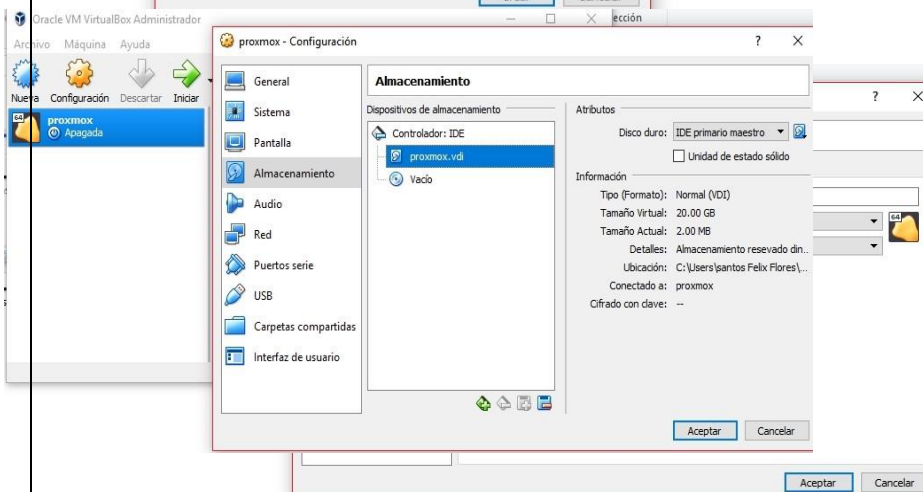 Oracle VM VirtualBox Administrador
ección
Archivo Máquina Ayuda
Nueva Configuración Descartar Iniciar
64 proxmox
Apagada
proxmox - Configuración
General
Sistema
Pantalla
Almacenamiento
Audio
Red
Puertos serie
USB
Carpetas compartidas
Interfaz de usuario
Almacenamiento
Dispositivos de almacenamiento
Controlador: IDE
proxmox.vdi
Vacío
Atributos
Disco duro: IDE primario maestro
Unidad de estado sólido
Información
Tipo (Formato): Normal (VDI)
Tamaño Virtual: 20.00 GB
Tamaño Actual: 2.00 MB
Detalles: Almacenamiento resevado din...
Ubicación: C:\Users\santos Felix Flores\...
Conectado a: proxmox
Cifrado con clave: --
Aceptar Cancelar
64
Aceptar Cancelar